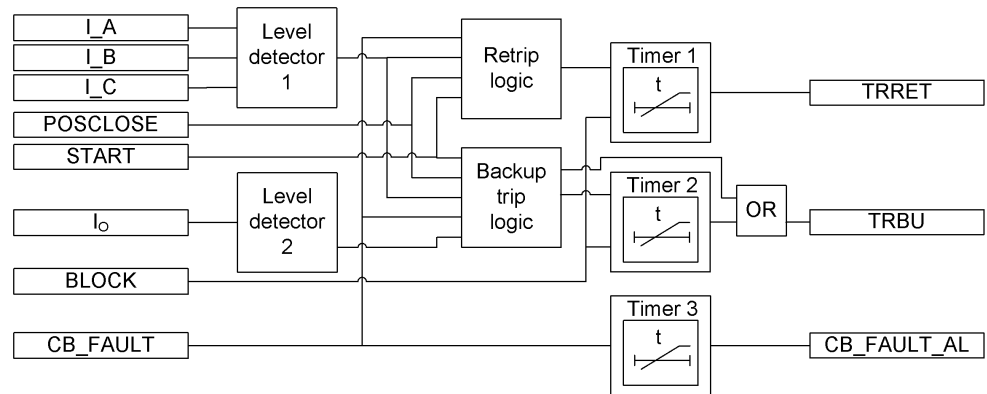 I_A
I_B
I_C
POSCLOSE
START
I_O
BLOCK
CB_FAULT
Level
detector
1
Level
detector
2
Retrip
logic
Backup
trip
logic
Timer 1
t
Timer 2
t
Timer 3
t
OR
TRRET
TRBU
CB_FAULT_AL